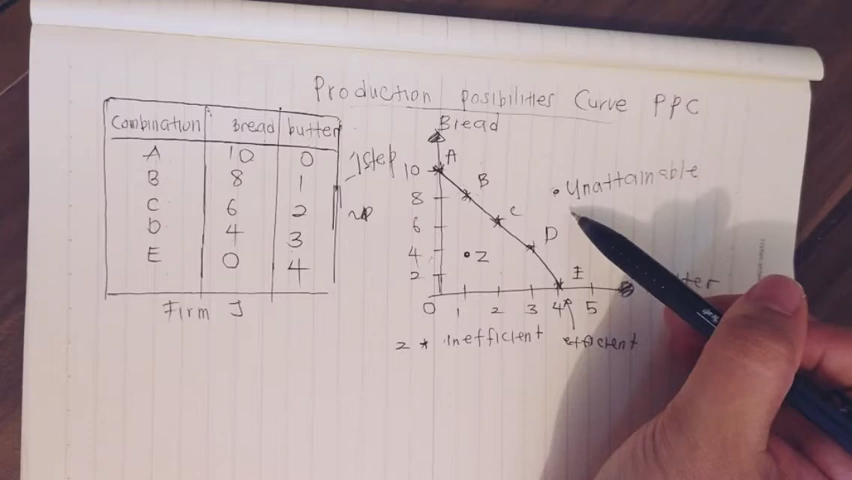 Production posibilities Curve PPC
Combination Bread butter
A 10 0
B 8 1
C 6 2
D 4 3
E 0 4
Firm J
1step
Bread
10
8
6
4
2
0 1 2 3 4 5
A
B
C
D
E
Z
Unattainable
z * inefficient
efficient